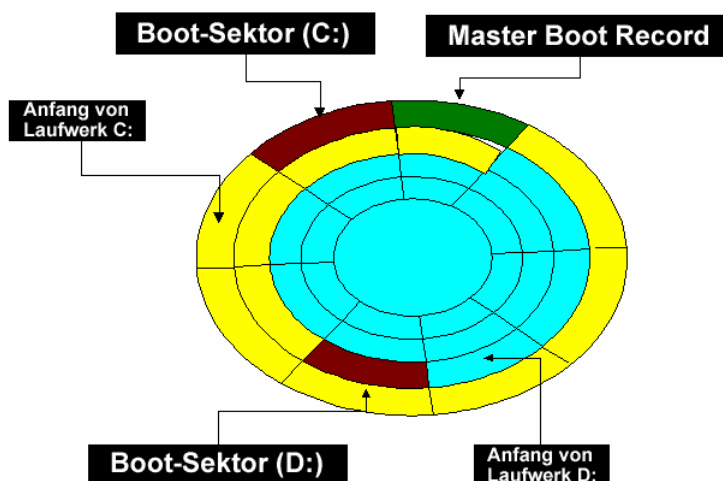 Boot-Sektor (C:)
Master Boot Record
Anfang von
Laufwerk C:
Boot-Sektor (D:)
Anfang von
Laufwerk D: